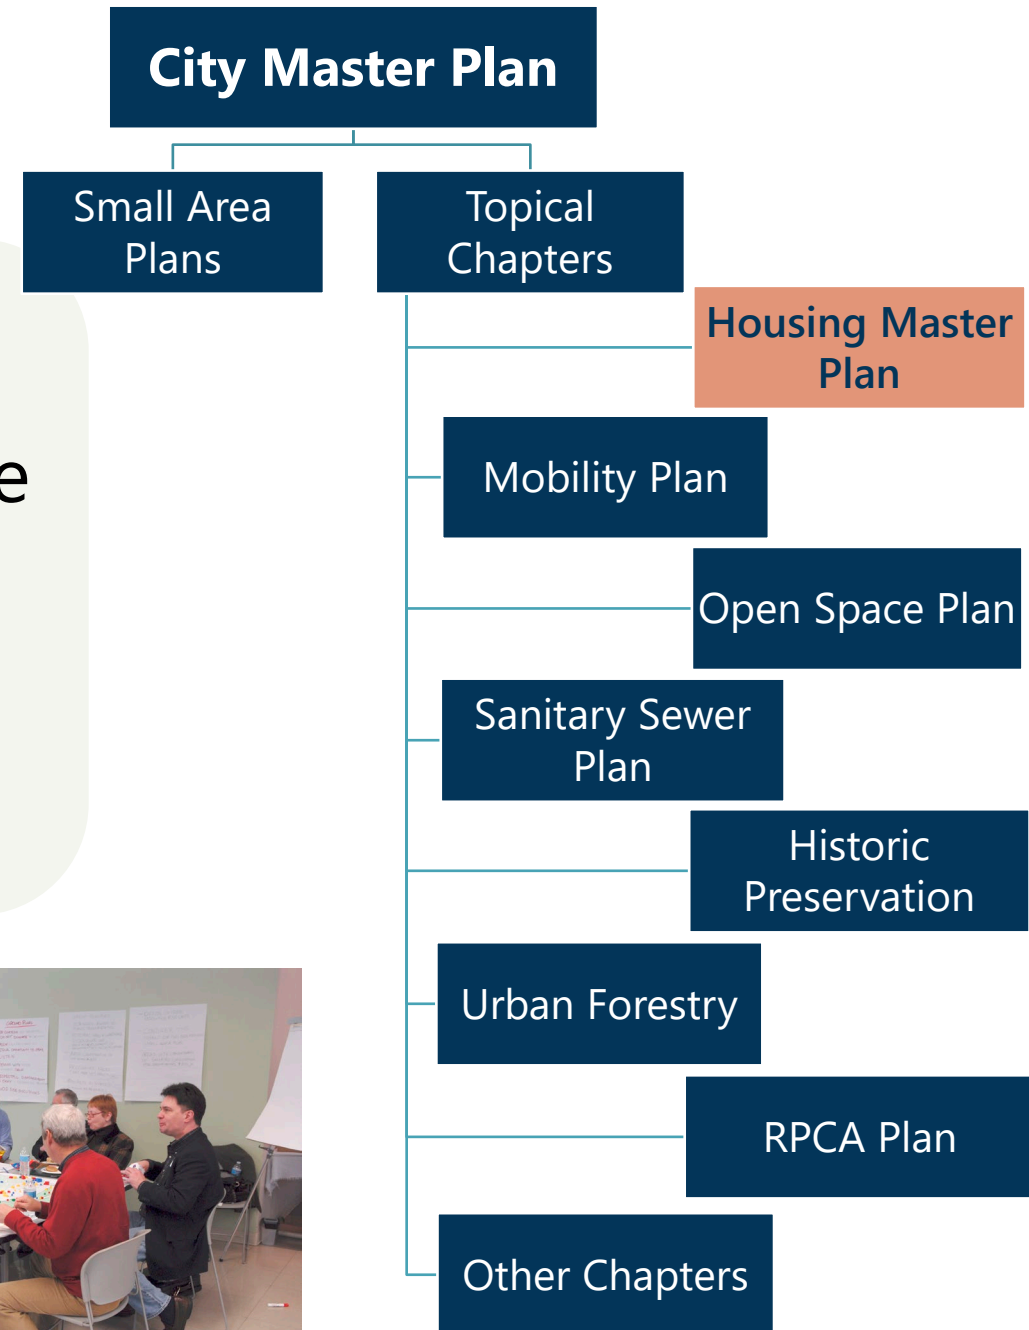 City Master Plan
Small Area
Plans
Topical
Chapters
Housing Master
Plan
Mobility Plan
Open Space Plan
Sanitary Sewer
Plan
Historic
Preservation
Urban Forestry
RPCA Plan
Other Chapters
e